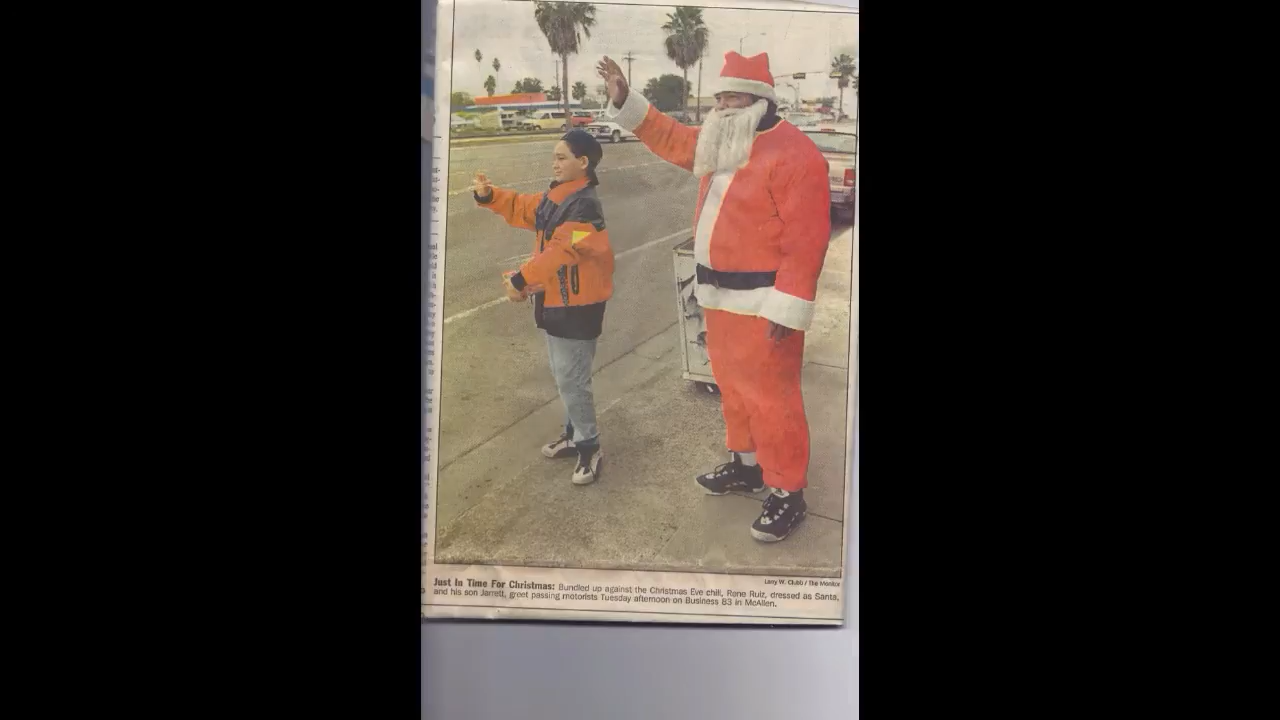 Larry W. Clubb / The Monitor
Just In Time For Christmas: Bundled up against the Christmas Eve chill, Rene Ruiz, dressed as Santa,
and his son Jarrett, greet passing motorists Tuesday afternoon on Business 83 in McAllen.